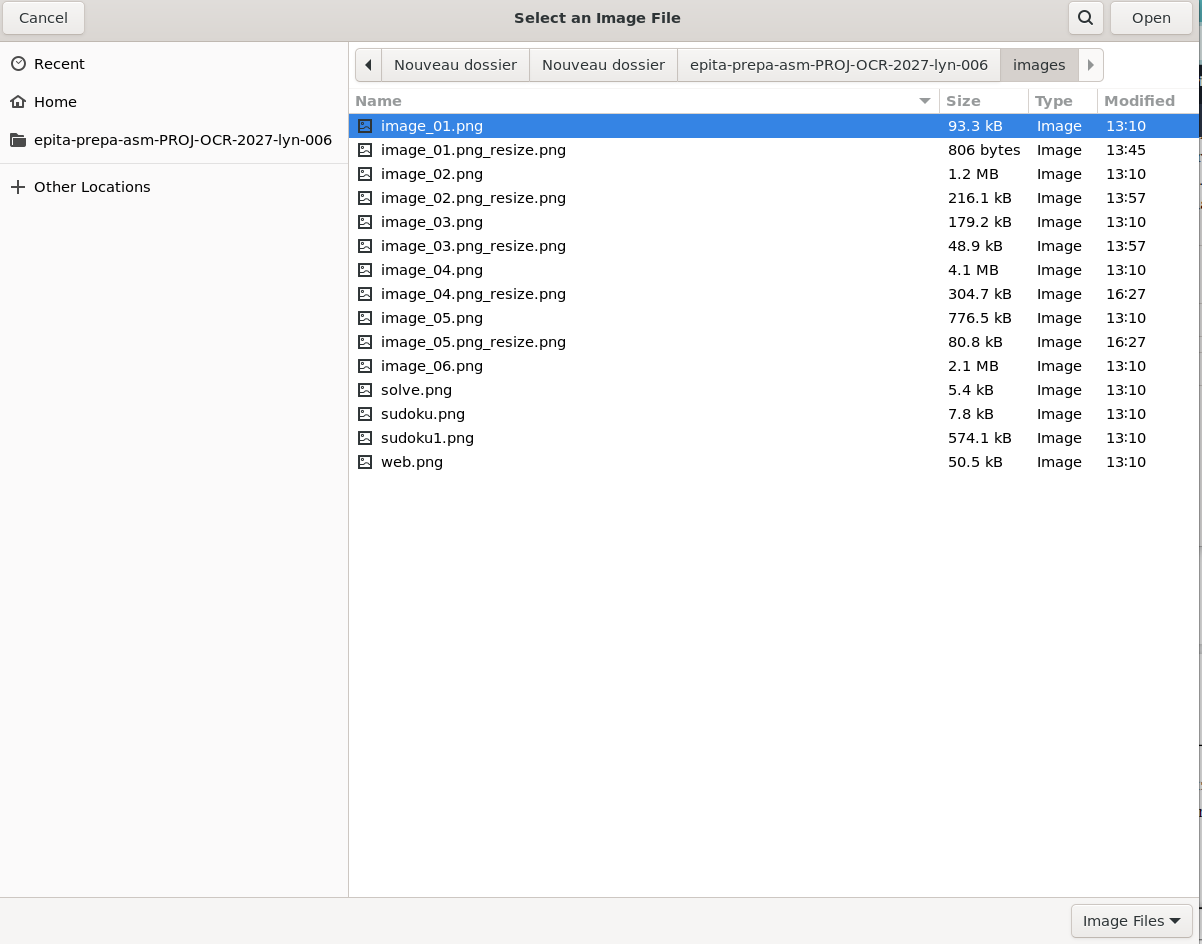 Cancel
Select an Image File
Open
Recent
Home
epita-prepa-asm-PROJ-OCR-2027-lyn-006
Other Locations
Nouveau dossier Nouveau dossier epita-prepa-asm-PROJ-OCR-2027-lyn-006 images
Name Size Type Modified
image_01.png 93.3 kB Image 13:10
image_01.png_resize.png 806 bytes Image 13:45
image_02.png 1.2 MB Image 13:10
image_02.png_resize.png 216.1 kB Image 13:57
image_03.png 179.2 kB Image 13:10
image_03.png_resize.png 48.9 kB Image 13:57
image_04.png 4.1 MB Image 13:10
image_04.png_resize.png 304.7 kB Image 16:27
image_05.png 776.5 kB Image 13:10
image_05.png_resize.png 80.8 kB Image 16:27
image_06.png 2.1 MB Image 13:10
solve.png 5.4 kB Image 13:10
sudoku.png 7.8 kB Image 13:10
sudoku1.png 574.1 kB Image 13:10
web.png 50.5 kB Image 13:10
Image Files